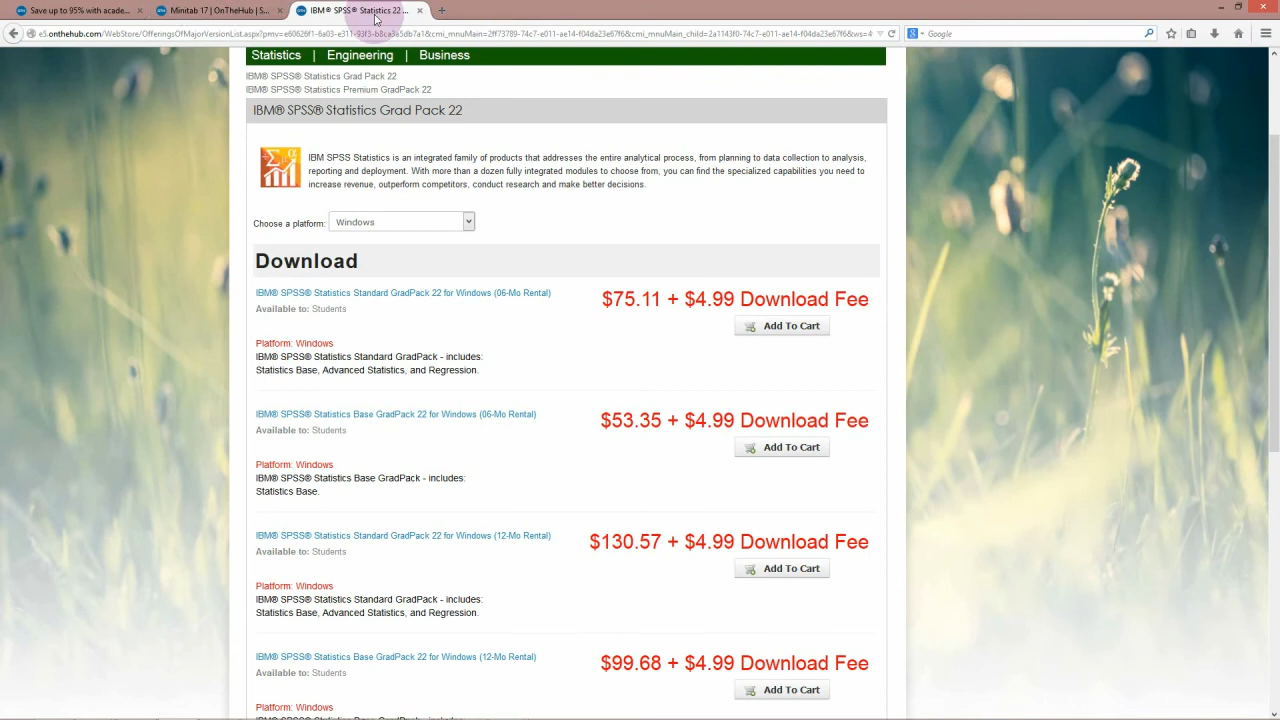 Save up to 95% with acade...
Minitab 17 | OnTheHub | S...
IBM® SPSS® Statistics 22 ...
Google
Statistics | Engineering | Business
IBM® SPSS® Statistics Grad Pack 22
IBM® SPSS® Statistics Premium GradPack 22
IBM® SPSS® Statistics Grad Pack 22
IBM SPSS Statistics is an integrated family of products that addresses the entire analytical process, from planning to data collection to analysis,
reporting and deployment. With more than a dozen fully integrated modules to choose from, you can find the specialized capabilities you need to
increase revenue, outperform competitors, conduct research and make better decisions.
Choose a platform: Windows
Download
IBM® SPSS® Statistics Standard GradPack 22 for Windows (06-Mo Rental)
$75.11 + $4.99 Download Fee
Available to: Students
Add To Cart
Platform: Windows
IBM® SPSS® Statistics Standard GradPack - includes:
Statistics Base, Advanced Statistics, and Regression.
IBM® SPSS® Statistics Base GradPack 22 for Windows (06-Mo Rental)
$53.35 + $4.99 Download Fee
Available to: Students
Add To Cart
Platform: Windows
IBM® SPSS® Statistics Base GradPack - includes:
Statistics Base.
IBM® SPSS® Statistics Standard GradPack 22 for Windows (12-Mo Rental)
$130.57 + $4.99 Download Fee
Available to: Students
Add To Cart
Platform: Windows
IBM® SPSS® Statistics Standard GradPack - includes:
Statistics Base, Advanced Statistics, and Regression.
IBM® SPSS® Statistics Base GradPack 22 for Windows (12-Mo Rental)
$99.68 + $4.99 Download Fee
Available to: Students
Add To Cart
Platform: Windows